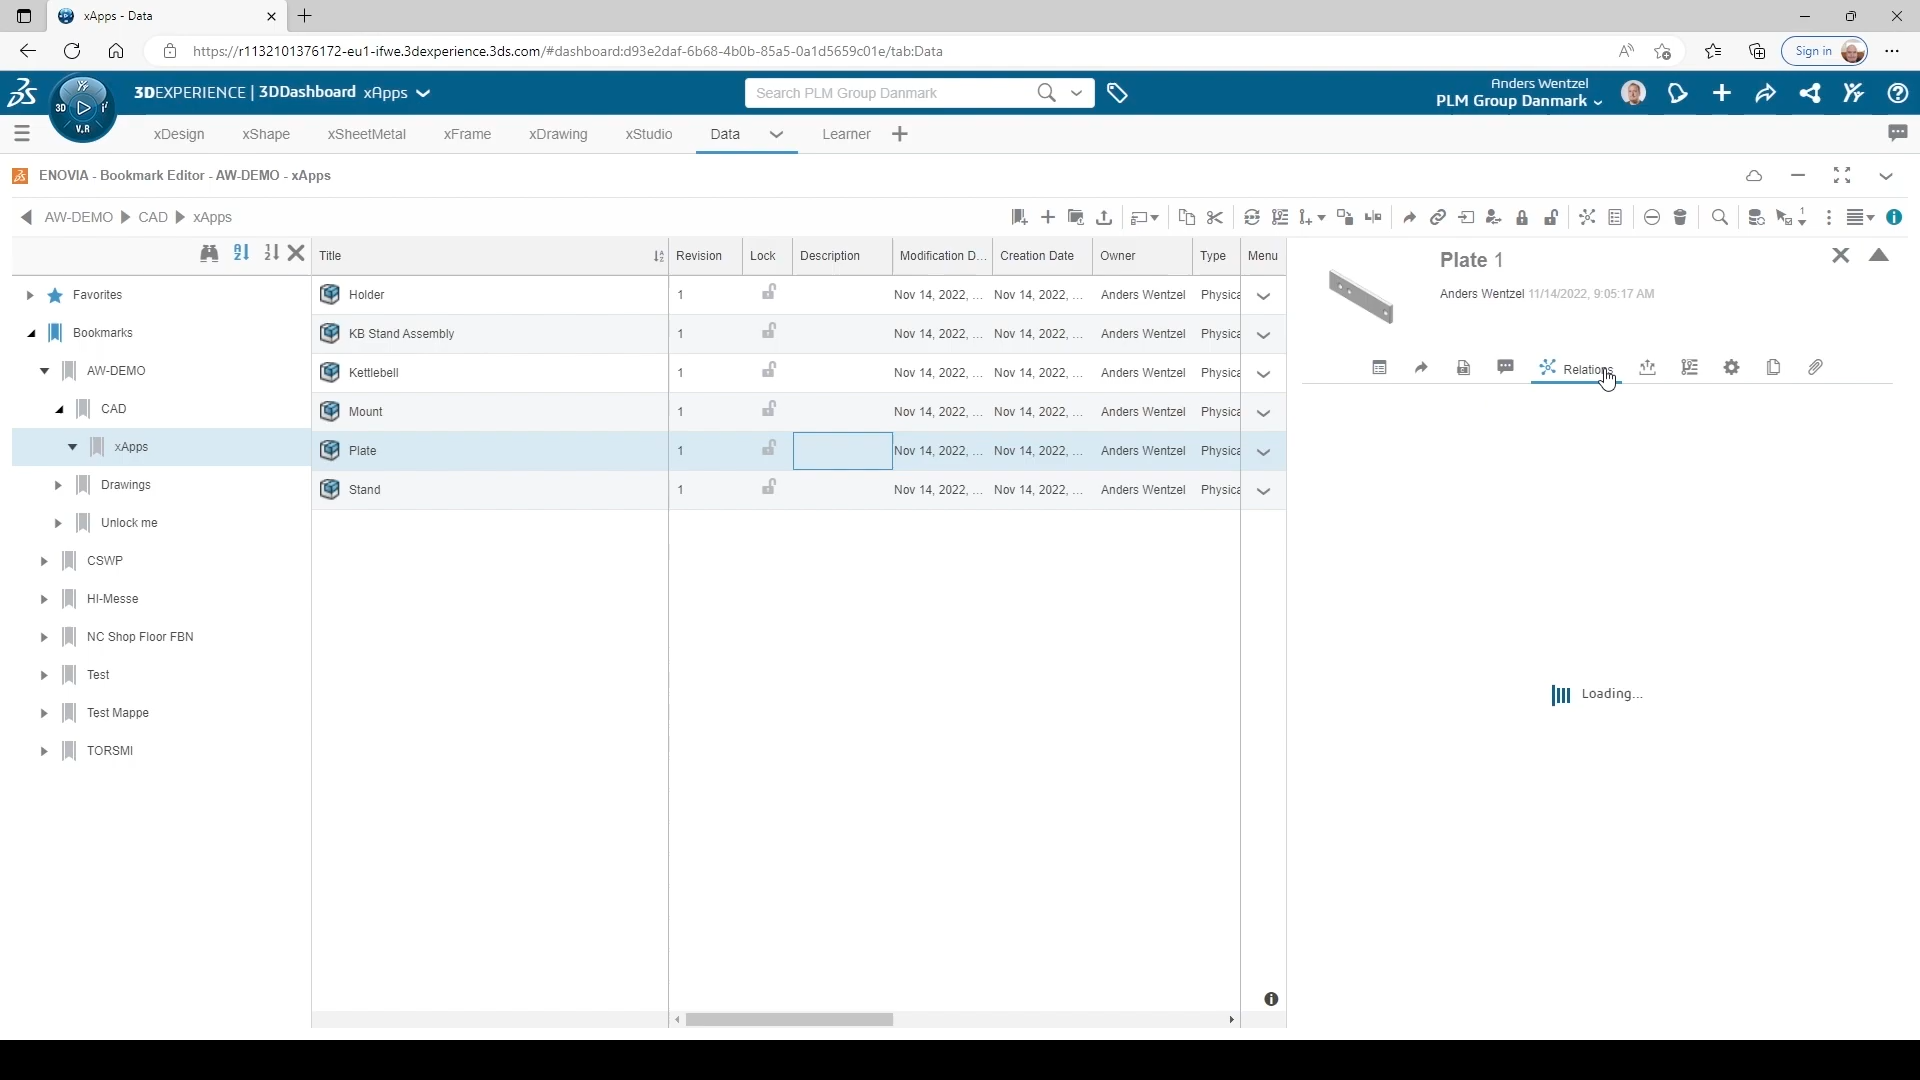 xApps - Data
https://r1132101376172-eu1-ifwe.3dexperience.3ds.com/#dashboard:d93e2daf-6b68-4b0b-85a5-0a1d5659c01e/tab:Data
Sign in
3D V.R
3DEXPERIENCE | 3DDashboard xApps
Search PLM Group Danmark
Anders Wentzel
PLM Group Danmark
xDesign xShape xSheetMetal xFrame xDrawing xStudio Data Learner
ENOVIA - Bookmark Editor - AW-DEMO - xApps
AW-DEMO CAD xApps
Title Revision Lock Description Modification D... Creation Date Owner Type Menu
Favorites
Bookmarks
AW-DEMO
CAD
xApps
Drawings
Unlock me
CSWP
HI-Messe
NC Shop Floor FBN
Test
Test Mappe
TORSMI
Holder 1 Nov 14, 2022, ... Nov 14, 2022, ... Anders Wentzel Physica
KB Stand Assembly 1 Nov 14, 2022, ... Nov 14, 2022, ... Anders Wentzel Physica
Kettlebell 1 Nov 14, 2022, ... Nov 14, 2022, ... Anders Wentzel Physica
Mount 1 Nov 14, 2022, ... Nov 14, 2022, ... Anders Wentzel Physica
Plate 1 Nov 14, 2022, ... Nov 14, 2022, ... Anders Wentzel Physica
Stand 1 Nov 14, 2022, ... Nov 14, 2022, ... Anders Wentzel Physica
Plate 1
Anders Wentzel 11/14/2022, 9:05:17 AM
Relations
Loading...